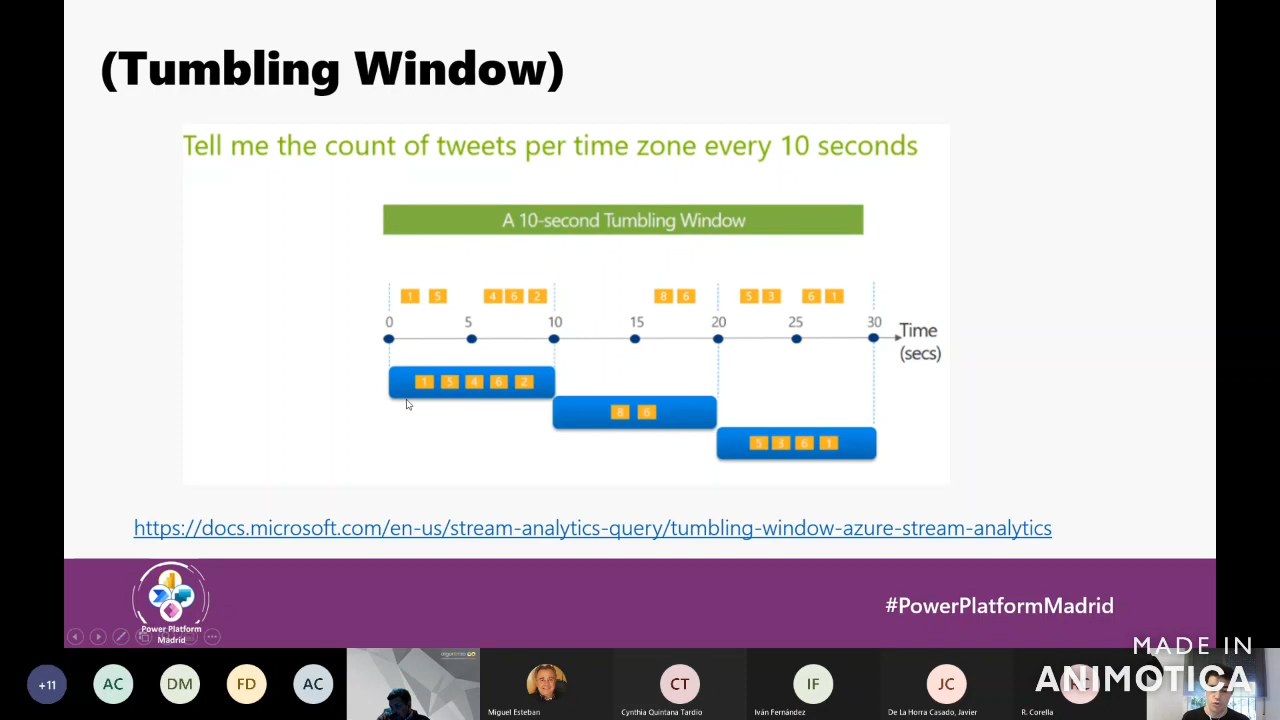 (Tumbling Window)
Tell me the count of tweets per time zone every 10 seconds
A 10-second Tumbling Window
1 5 4 6 2 8 6 5 3 6 1
0 5 10 15 20 25 30
Time
(secs)
1 5 4 6 2
8 6
5 3 6 1
https://docs.microsoft.com/en-us/stream-analytics-query/tumbling-window-azure-stream-analytics
Power Platform
Madrid
#PowerPlatformMadrid
MADE IN
ANIMOTICA
+11 AC DM FD AC CT IF JC
Miguel Esteban Cynthia Quintana Tardio Iván Fernández De La Horra Casado, Javier R. Corella